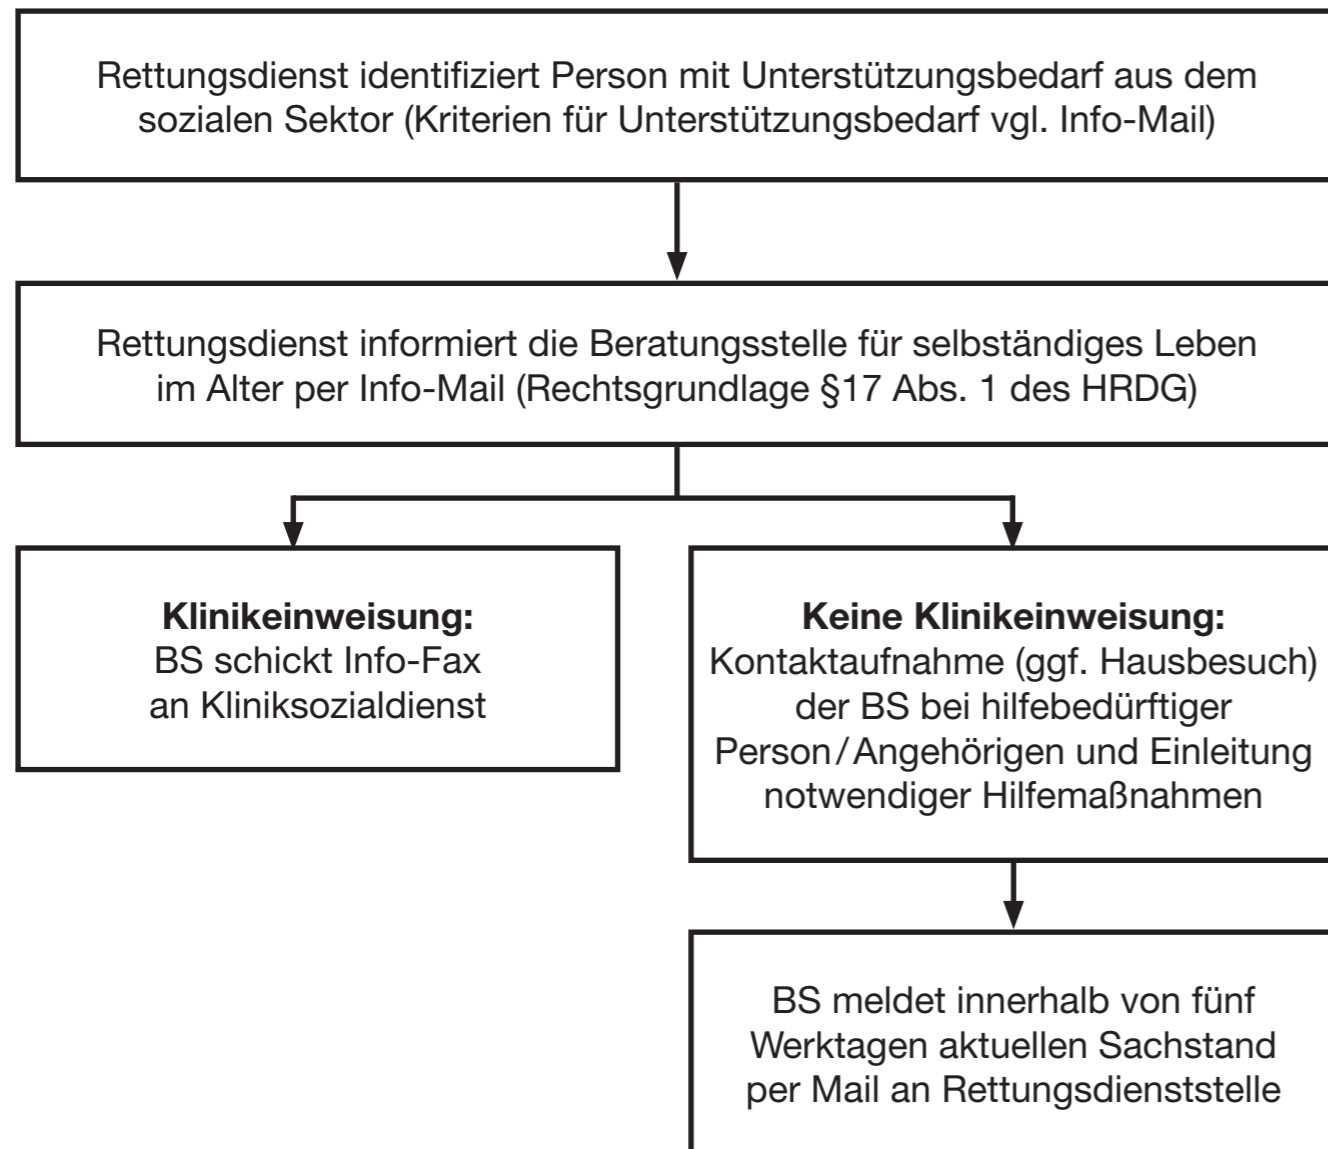 Rettungsdienst identifiziert Person mit Unterstützungsbedarf aus dem
sozialen Sektor (Kriterien für Unterstützungsbedarf vgl. Info-Mail)
Rettungsdienst informiert die Beratungsstelle für selbständiges Leben
im Alter per Info-Mail (Rechtsgrundlage §17 Abs. 1 des HRDG)
Klinikeinweisung:
BS schickt Info-Fax
an Kliniksozialdienst
Keine Klinikeinweisung:
Kontaktaufnahme (ggf. Hausbesuch)
der BS bei hilfebedürftiger
Person/Angehörigen und Einleitung
notwendiger Hilfemaßnahmen
BS meldet innerhalb von fünf
Werktagen aktuellen Sachstand
per Mail an Rettungsdienststelle